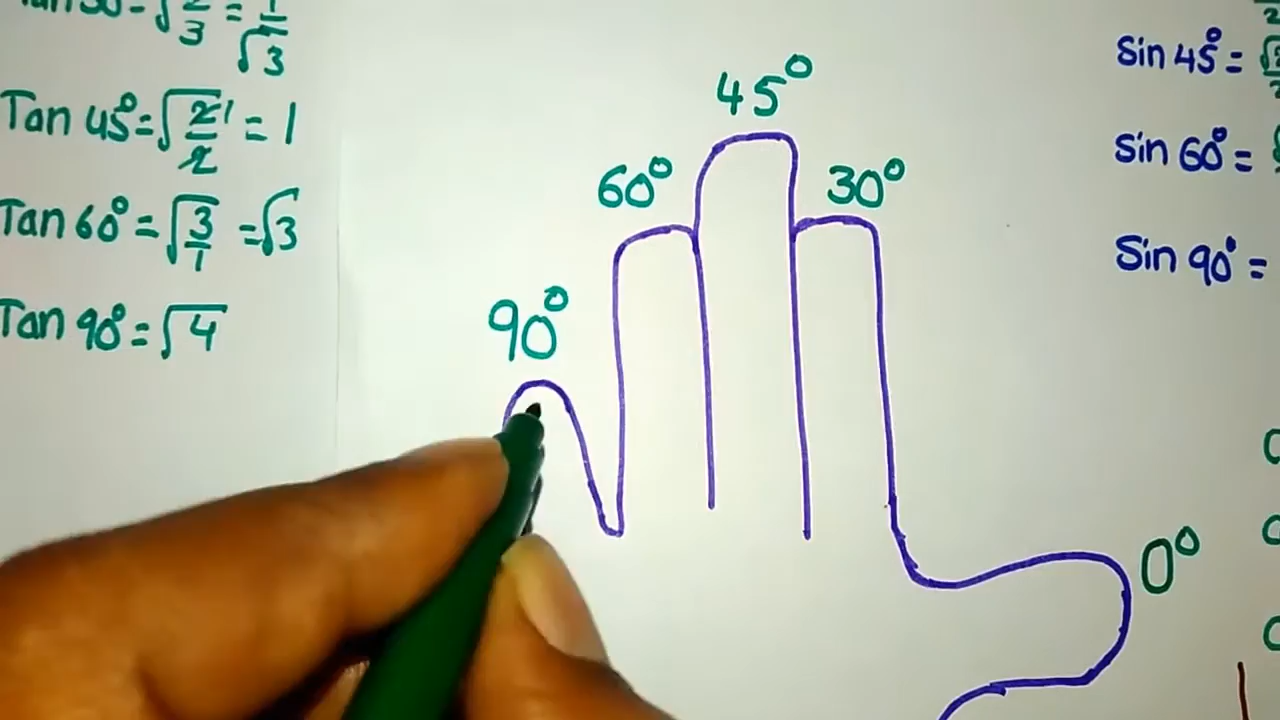 Tan 45° = √2/2 1 = 1
Tan 60° = √3/1 = √3
Tan 90° = √4
45°
60°
30°
90°
0°
Sin 45° =
Sin 60° =
Sin 90° =